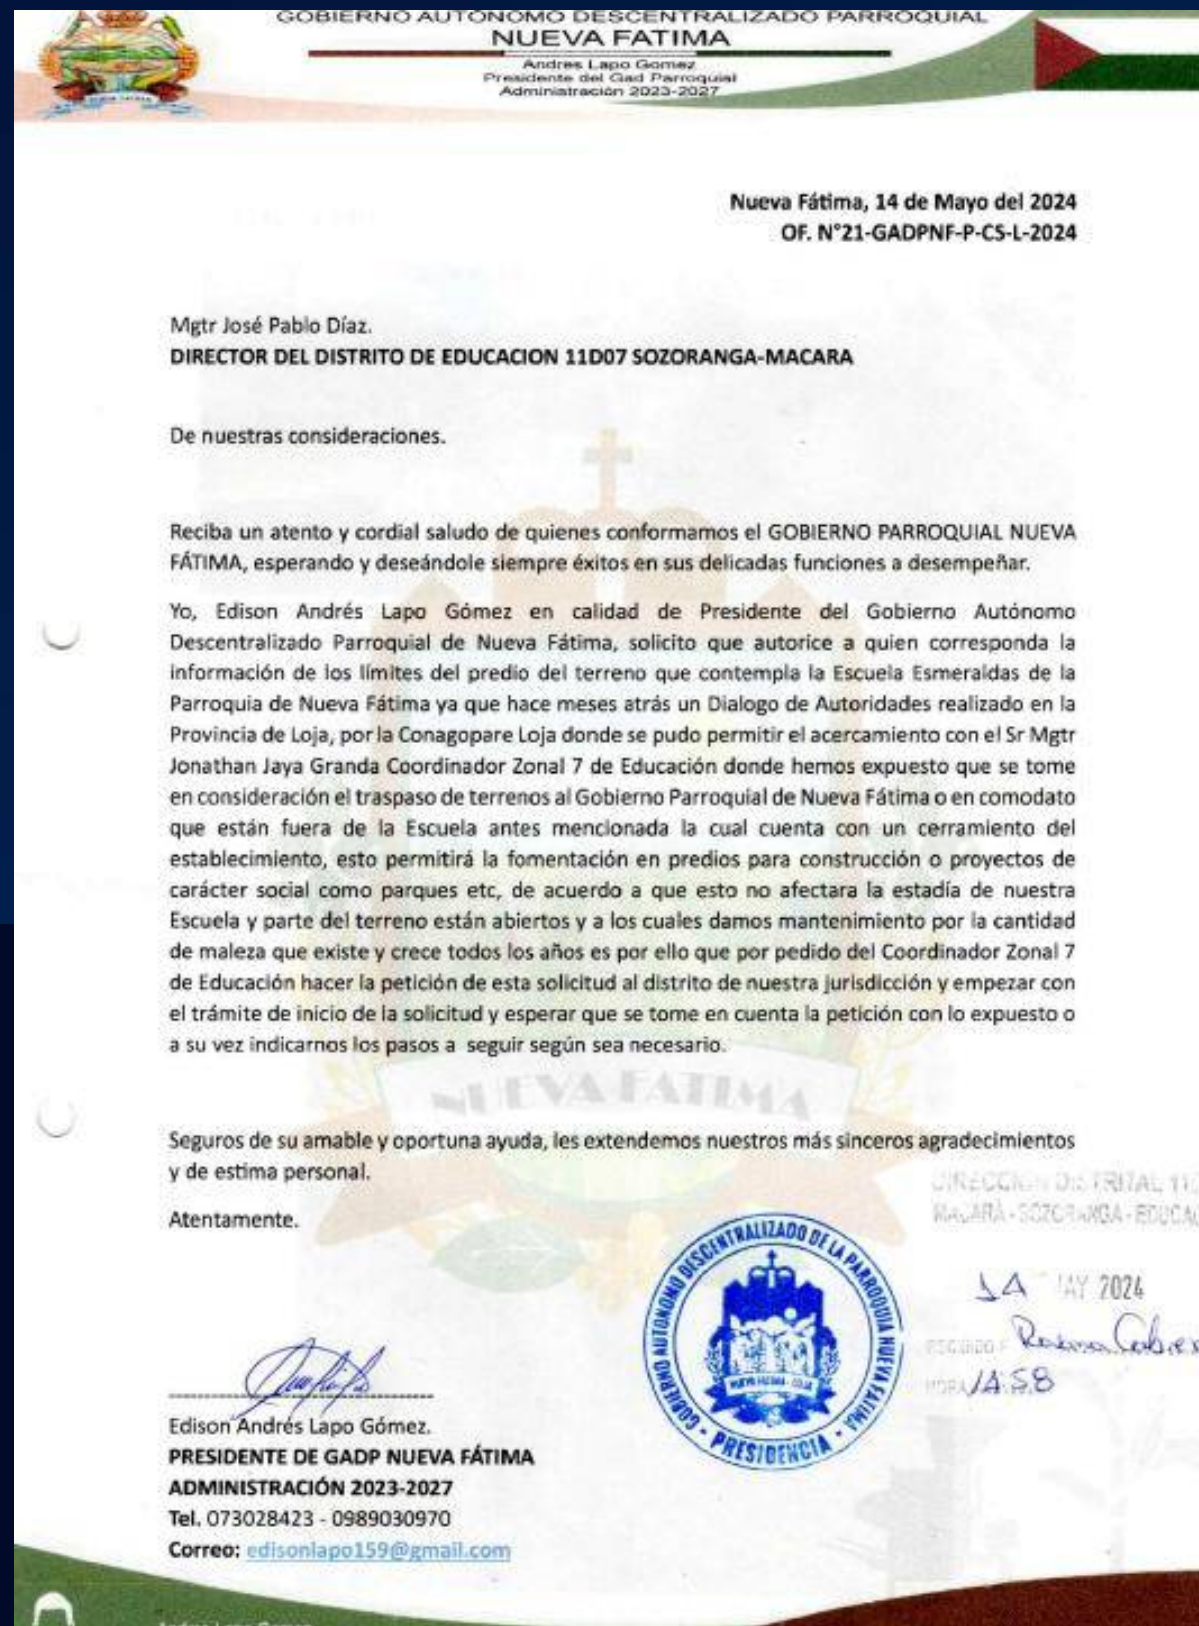 GOBIERNO AUTÓNOMO DESCENTRALIZADO PARROQUIAL
NUEVA FATIMA
Andres Lapo Gomez
Presidente del Gad Parroquial
Administración 2023-2027
Nueva Fátima, 14 de Mayo del 2024
OF. N°21-GADPNF-P-CS-L-2024
Mgtr José Pablo Díaz.
DIRECTOR DEL DISTRITO DE EDUCACION 11D07 SOZORANGA-MACARA
De nuestras consideraciones.
Reciba un atento y cordial saludo de quienes conformamos el GOBIERNO PARROQUIAL NUEVA
FÁTIMA, esperando y deseándole siempre éxitos en sus delicadas funciones a desempeñar.
Yo, Edison Andrés Lapo Gómez en calidad de Presidente del Gobierno Autónomo
Descentralizado Parroquial de Nueva Fátima, solicito que autorice a quien corresponda la
información de los límites del predio del terreno que contempla la Escuela Esmeraldas de la
Parroquia de Nueva Fátima ya que hace meses atrás un Dialogo de Autoridades realizado en la
Provincia de Loja, por la Conagopare Loja donde se pudo permitir el acercamiento con el Sr Mgtr
Jonathan Jaya Granda Coordinador Zonal 7 de Educación donde hemos expuesto que se tome
en consideración el traspaso de terrenos al Gobierno Parroquial de Nueva Fátima o en comodato
que están fuera de la Escuela antes mencionada la cual cuenta con un cerramiento del
establecimiento, esto permitirá la fomentación en predios para construcción o proyectos de
carácter social como parques etc, de acuerdo a que esto no afectara la estadía de nuestra
Escuela y parte del terreno están abiertos y a los cuales damos mantenimiento por la cantidad
de maleza que existe y crece todos los años es por ello que por pedido del Coordinador Zonal 7
de Educación hacer la petición de esta solicitud al distrito de nuestra jurisdicción y empezar con
el trámite de inicio de la solicitud y esperar que se tome en cuenta la petición con lo expuesto o
a su vez indicarnos los pasos a seguir según sea necesario.
NUEVA FATIMA
Seguros de su amable y oportuna ayuda, les extendemos nuestros más sinceros agradecimientos
y de estima personal.
DIRECCION DISTRITAL
MACARÁ - SOZORANGA -
Atentamente.
GOBIERNO AUTONOMO DESCENTRALIZADO DE LA PARROQUIA NUEVA FATIMA
- PRESIDENCIA -
14 2024
Edison Andrés Lapo Gómez.
PRESIDENTE DE GADP NUEVA FÁTIMA
ADMINISTRACIÓN 2023-2027
Tel. 073028423 - 0989030970
Correo: edisonlapo159@gmail.com